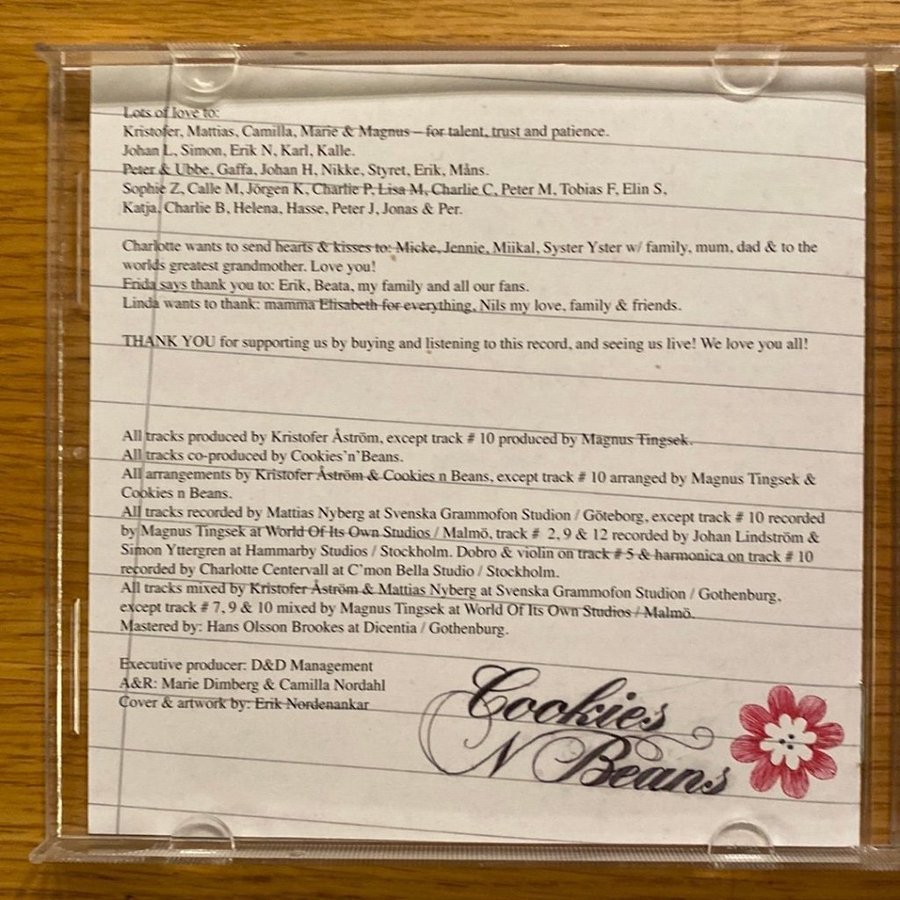 Lots of love to:
Kristofer, Mattias, Camilla, Marie & Magnus – for talent, trust and patience.
Johan L, Simon, Erik N, Karl, Kalle.
Peter & Ubbe, Gaffa, Johan H, Nikke, Styret, Erik, Måns.
Sophie Z, Calle M, Jörgen K, Charlie P, Lisa M, Charlie C, Peter M, Tobias F, Elin S,
Katja, Charlie B, Helena, Hasse, Peter J, Jonas & Per.
Charlotte wants to send hearts & kisses to: Micke, Jennie, Miikal, Syster Yster w/ family, mum, dad & to the
worlds greatest grandmother. Love you!
Frida says thank you to: Erik, Beata, my family and all our fans.
Linda wants to thank: mamma Elisabeth for everything, Nils my love, family & friends.
THANK YOU for supporting us by buying and listening to this record, and seeing us live! We love you all!
All tracks produced by Kristofer Åström, except track # 10 produced by Magnus Tingsek.
All tracks co-produced by Cookies'n'Beans.
All arrangements by Kristofer Åström & Cookies n Beans, except track # 10 arranged by Magnus Tingsek &
Cookies n Beans.
All tracks recorded by Mattias Nyberg at Svenska Grammofon Studion / Göteborg, except track # 10 recorded
by Magnus Tingsek at World Of Its Own Studios / Malmö, track # 2, 9 & 12 recorded by Johan Lindström &
Simon Yttergren at Hammarby Studios / Stockholm. Dobro & violin on track # 5 & harmonica on track # 10
recorded by Charlotte Centervall at C'mon Bella Studio / Stockholm.
All tracks mixed by Kristofer Åström & Mattias Nyberg at Svenska Grammofon Studion / Gothenburg,
except track # 7, 9 & 10 mixed by Magnus Tingsek at World Of Its Own Studios / Malmö.
Mastered by: Hans Olsson Brookes at Dicentia / Gothenburg.
Executive producer: D&D Management
A&R: Marie Dimberg & Camilla Nordahl
Cover & artwork by: Erik Nordenankar
Cookies
N Beans